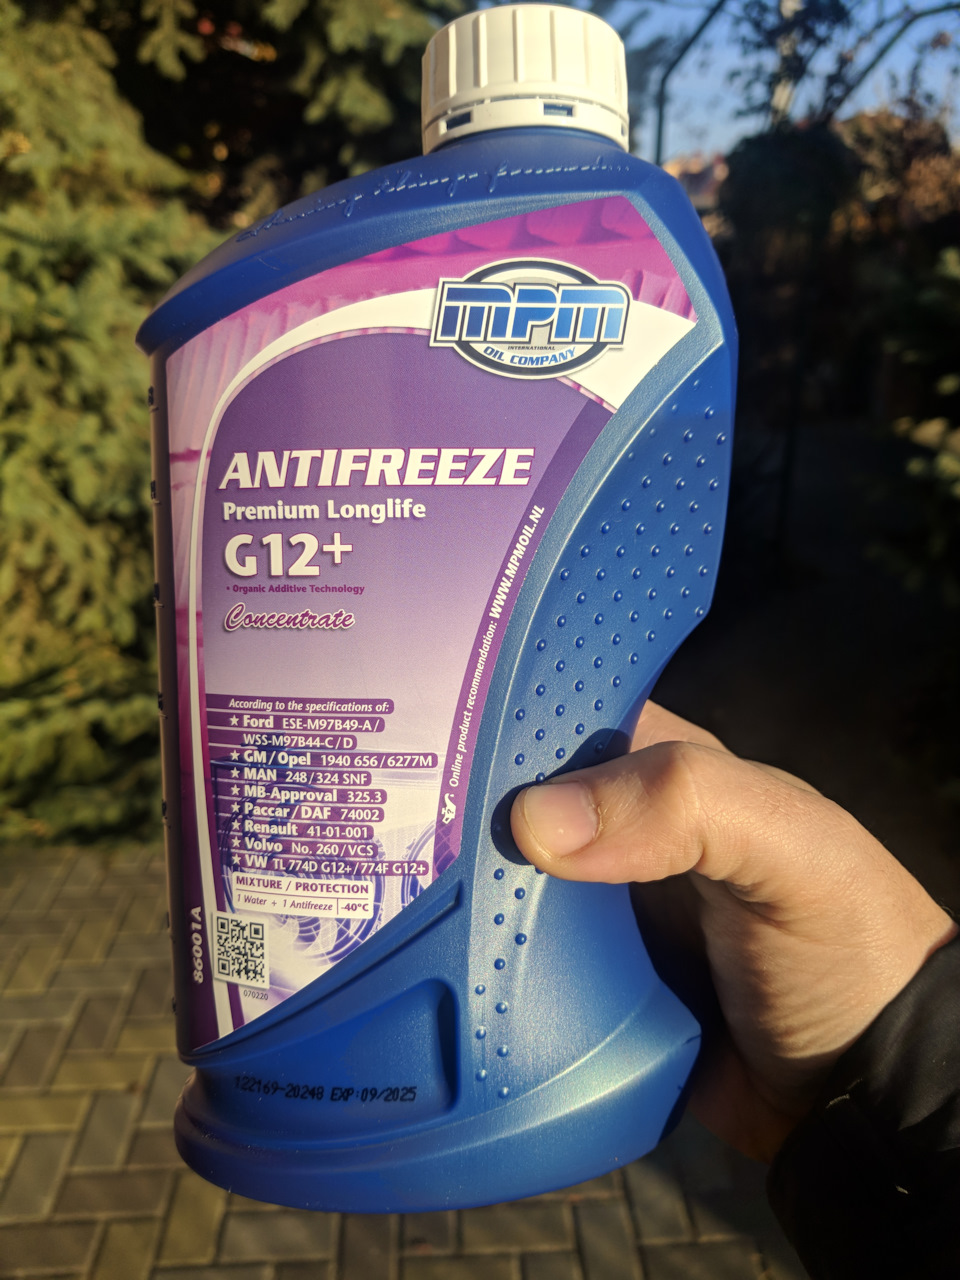 MPM
INTERNATIONAL
OIL COMPANY
ANTIFREEZE
Premium Longlife
G12+
• Organic Additive Technology
Concentrate
Online product recommendation: WWW.MPMOIL.NL
According to the specifications of:
★ Ford ESE-M97B49-A /
WSS-M97B44-C / D
★ GM / Opel 1940 656 / 6277M
★ MAN 248 / 324 SNF
★ MB-Approval 325.3
★ Paccar / DAF 74002
★ Renault 41-01-001
★ Volvo No. 260 / VCS
★ VW TL 774D G12+ / 774F G12+
MIXTURE / PROTECTION
1 Water + 1 Antifreeze -40°C
86001A
070220
122169-20248 EXP:09/2025